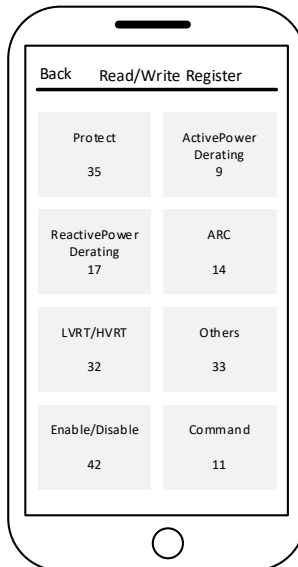 Back Read/Write Register
Protect
35
ActivePower
Derating
9
ReactivePower
Derating
17
ARC
14
LVRT/HVRT
32
Others
33
Enable/Disable
42
Command
11